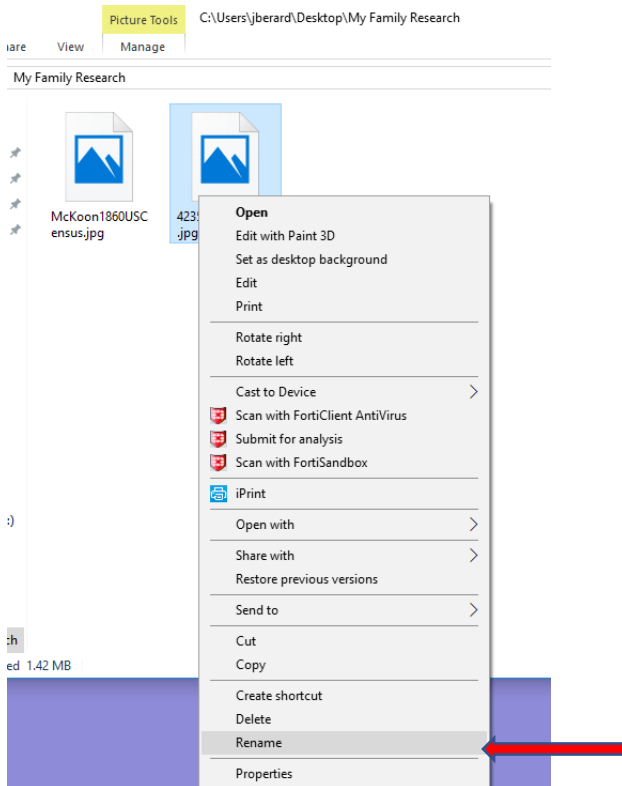 Picture Tools C:\Users\jberard\Desktop\My Family Research
View Manage
My Family Research
McKoon1860USC
ensus.jpg
.jpg
Open
Edit with Paint 3D
Set as desktop background
Edit
Print
Rotate right
Rotate left
Cast to Device
Scan with FortiClient AntiVirus
Submit for analysis
Scan with FortiSandbox
iPrint
:)
Open with
Share with
Restore previous versions
Send to
Cut
1.42 MB
Copy
Create shortcut
Delete
Rename
Properties